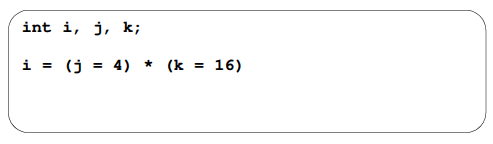 int i, j, k;
i = (j = 4) * (k = 16)